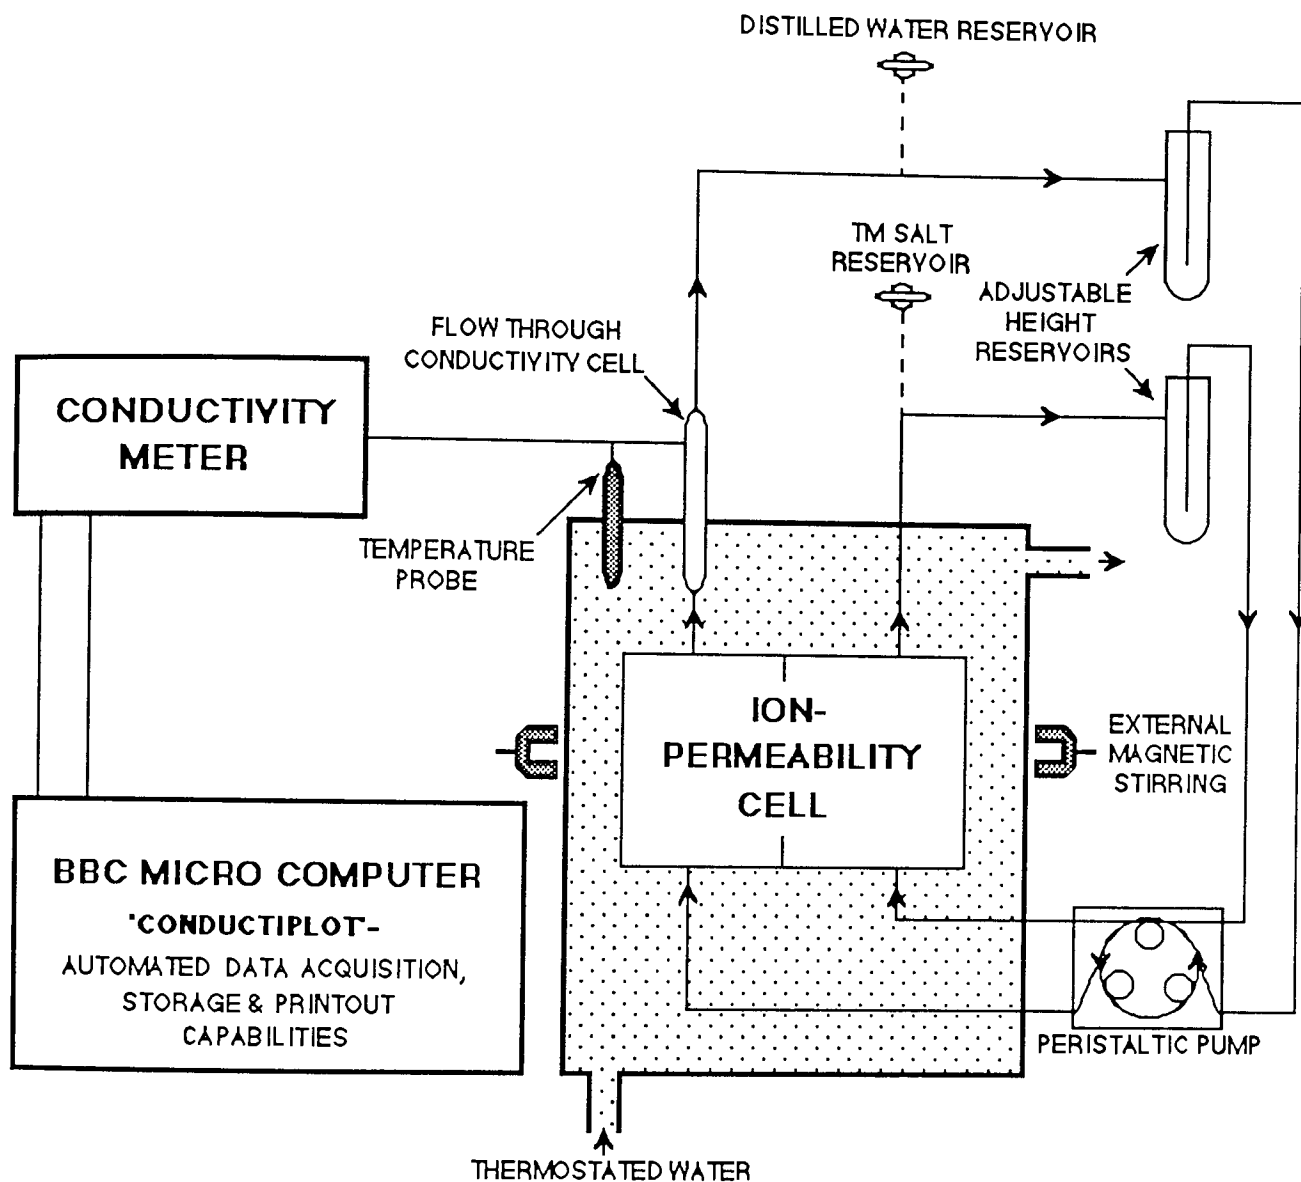 DISTILLED WATER RESERVOIR
TM SALT
RESERVOIR
ADJUSTABLE
HEIGHT
RESERVOIRS
FLOW THROUGH
CONDUCTIVITY CELL
CONDUCTIVITY
METER
TEMPERATURE
PROBE
ION-
PERMEABILITY
CELL
EXTERNAL
MAGNETIC
STIRRING
BBC MICRO COMPUTER
'CONDUCTIPLOT'-
AUTOMATED DATA ACQUISITION,
STORAGE & PRINTOUT
CAPABILITIES
PERISTALTIC PUMP
THERMOSTATED WATER